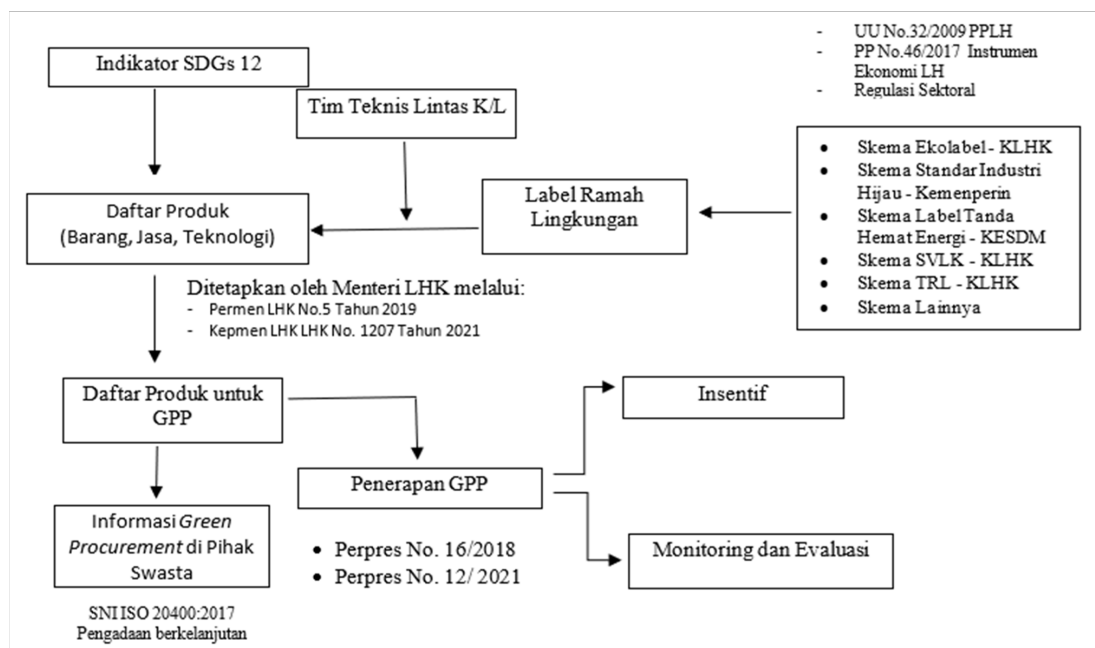 Indikator SDGs 12
Tim Teknis Lintas K/L
- UU No.32/2009 PPLH
- PP No.46/2017 Instrumen
Ekonomi LH
- Regulasi Sektoral
• Skema Ekolabel - KLHK
• Skema Standar Industri
Hijau - Kemenperin
• Skema Label Tanda
Hemat Energi - KESDM
• Skema SVLK - KLHK
• Skema TRL - KLHK
• Skema Lainnya
Label Ramah
Lingkungan
Daftar Produk
(Barang, Jasa, Teknologi)
Ditetapkan oleh Menteri LHK melalui:
- Permen LHK No.5 Tahun 2019
- Kepmen LHK LHK No. 1207 Tahun 2021
Daftar Produk untuk
GPP
Insentif
Penerapan GPP
Informasi Green
Procurement di Pihak
Swasta
• Perpres No. 16/2018
• Perpres No. 12/ 2021
Monitoring dan Evaluasi
SNI ISO 20400:2017
Pengadaan berkelanjutan